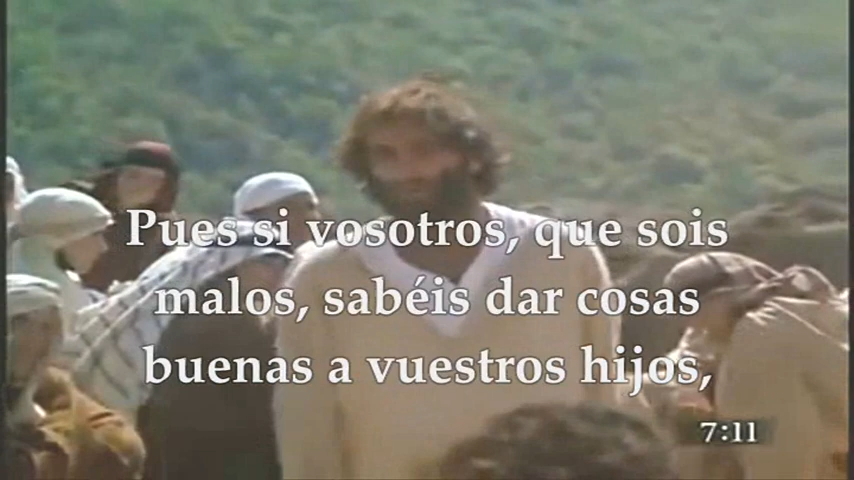 Pues si vosotros, que sois
malos, sabéis dar cosas
buenas a vuestros hijos,
7:11